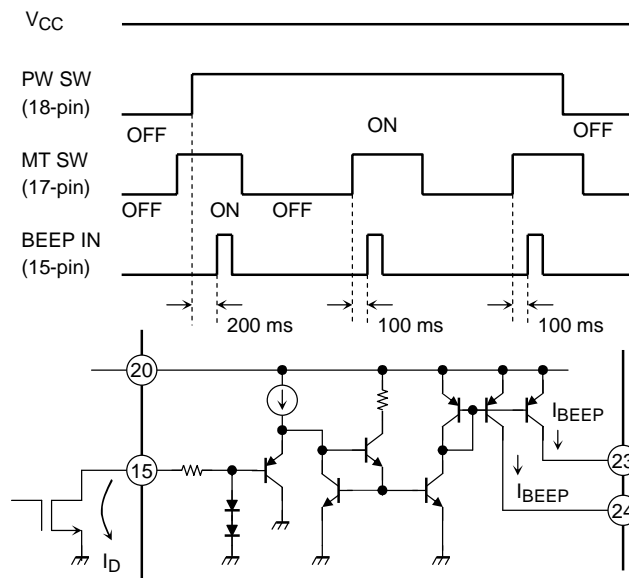 VCC
PW SW
(18-pin)
OFF
ON
OFF
MT SW
(17-pin)
OFF
ON
OFF
BEEP IN
(15-pin)
200 ms
100 ms
100 ms
20
IBEEP
15
23
IBEEP
24
ID